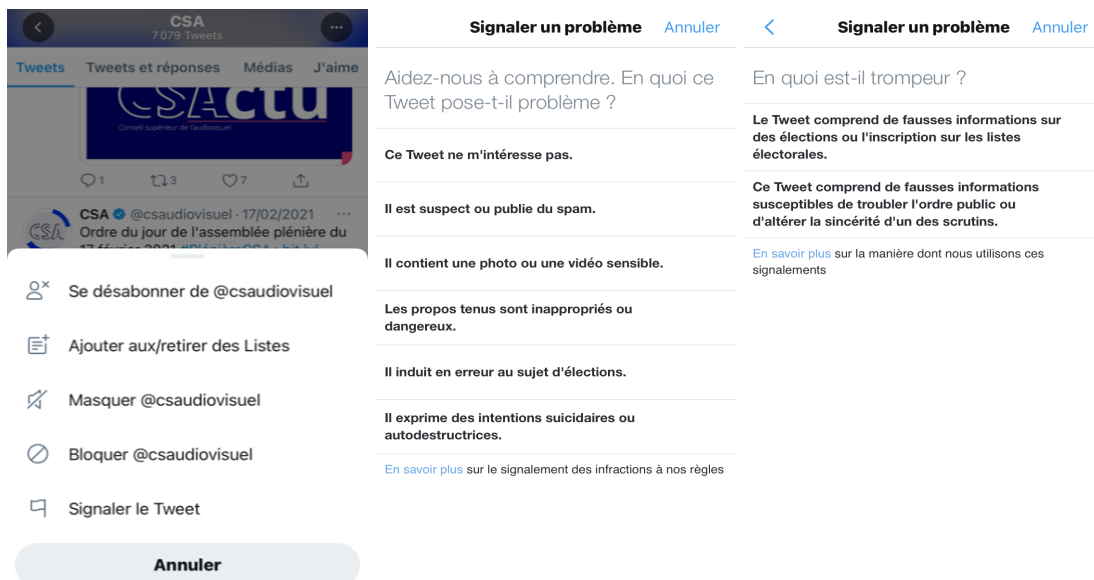 CSA
7 079 Tweets
Tweets Tweets et réponses Médias J'aime
CSActu
Conseil supérieur de l'audiovisuel
1 3 7
CSA @csaudiovisuel · 17/02/2021
CSA
Ordre du jour de l'assemblée plénière du
17 février 2021 #PlénièreCSA
Se désabonner de @csaudiovisuel
Ajouter aux/retirer des Listes
Masquer @csaudiovisuel
Bloquer @csaudiovisuel
Signaler le Tweet
Annuler
Signaler un problème Annuler
Aidez-nous à comprendre. En quoi ce
Tweet pose-t-il problème ?
Ce Tweet ne m'intéresse pas.
Il est suspect ou publie du spam.
Il contient une photo ou une vidéo sensible.
Les propos tenus sont inappropriés ou
dangereux.
Il induit en erreur au sujet d'élections.
Il exprime des intentions suicidaires ou
autodestructrices.
En savoir plus sur le signalement des infractions à nos règles
Signaler un problème Annuler
En quoi est-il trompeur ?
Le Tweet comprend de fausses informations sur
des élections ou l'inscription sur les listes
électorales.
Ce Tweet comprend de fausses informations
susceptibles de troubler l'ordre public ou
d'altérer la sincérité d'un des scrutins.
En savoir plus sur la manière dont nous utilisons ces
signalements